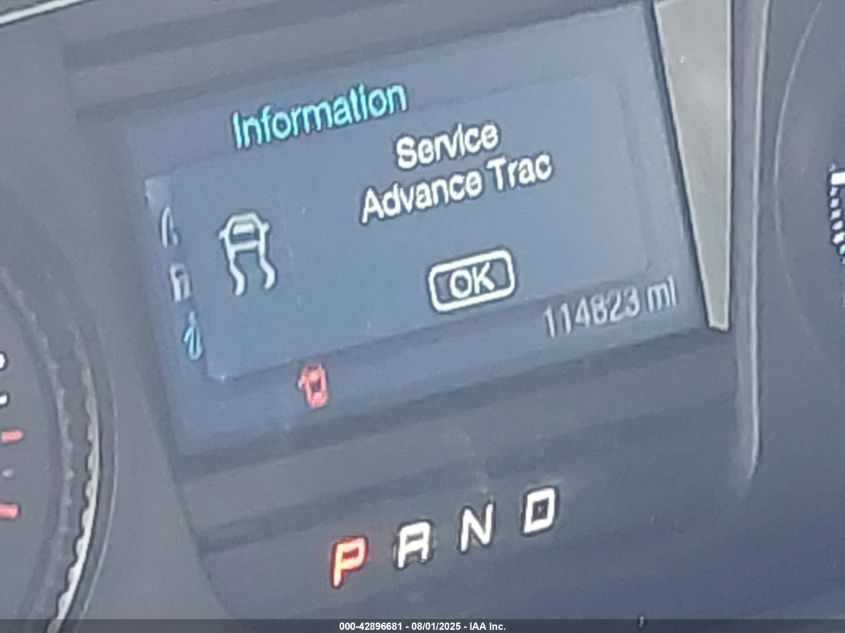 Information
Service
Advance Trac
OK
114823 mi
P R N D
000-42896681 - 08/01/2025 - IAA Inc.